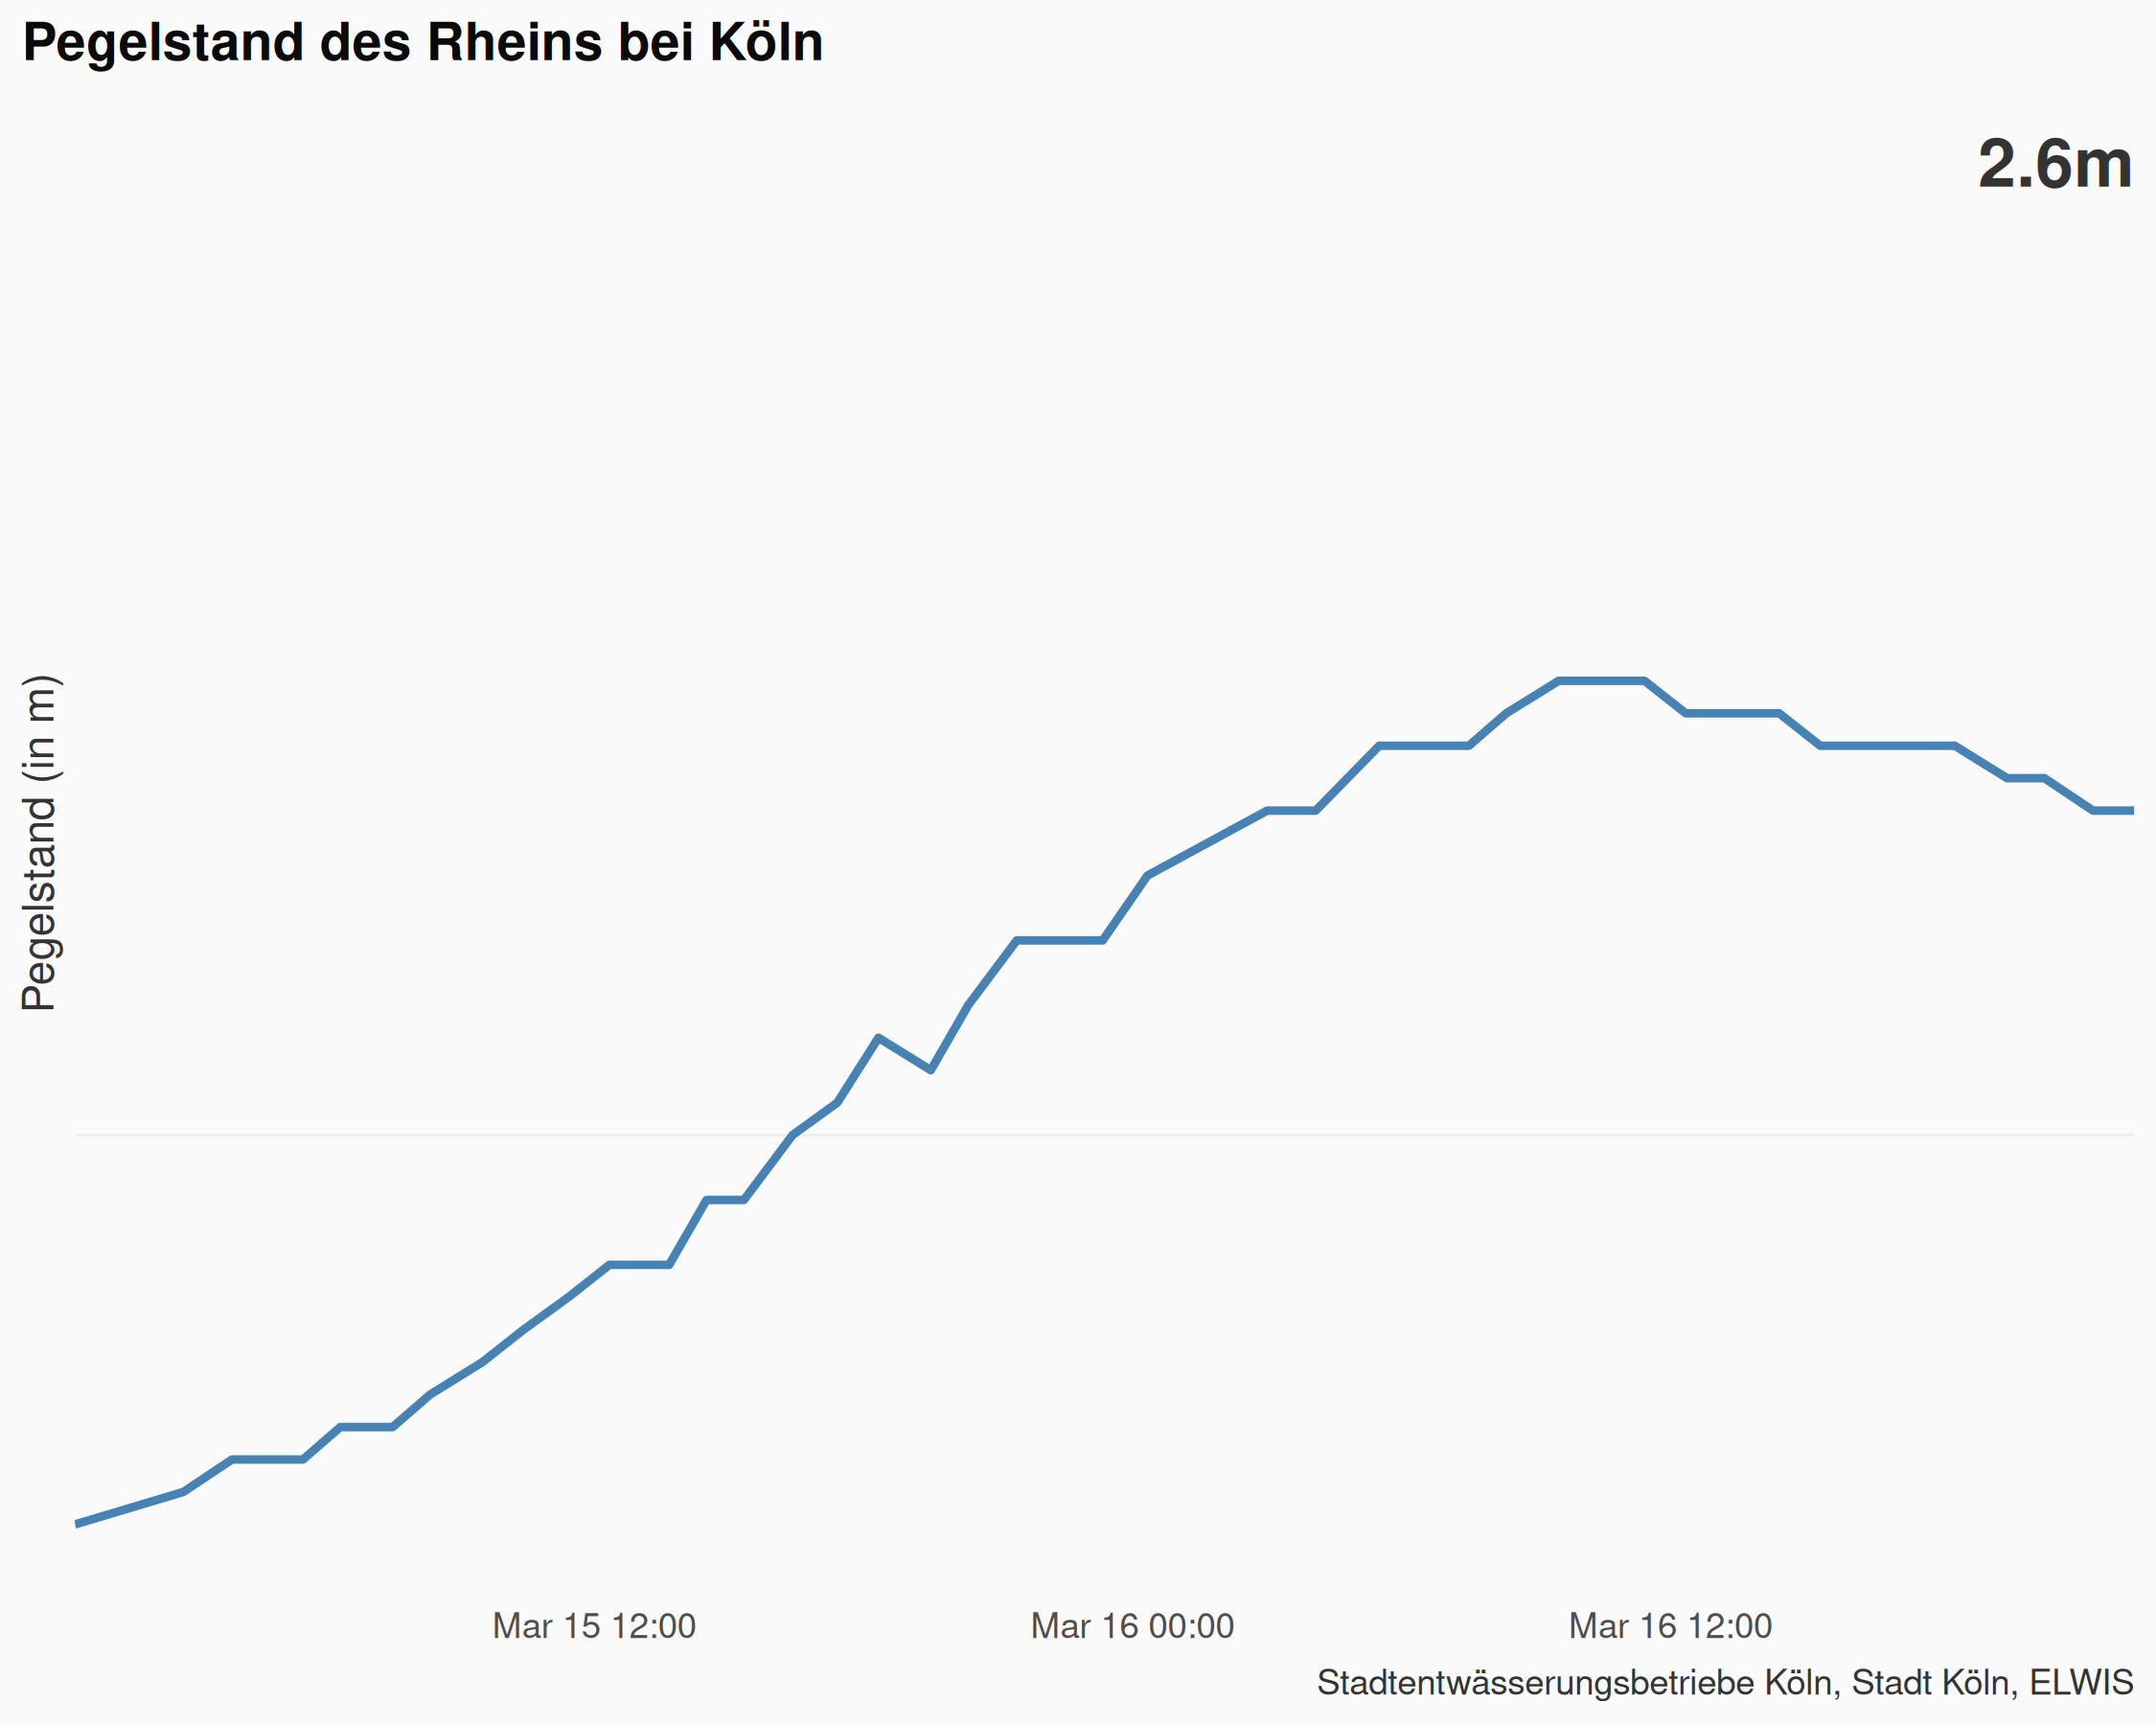 Pegelstand des Rheins bei Köln
2.6m
Pegelstand (in m)
Mar 15 12:00
Mar 16 00:00
Mar 16 12:00
Stadtentwässerungsbetriebe Köln, Stadt Köln, ELWIS